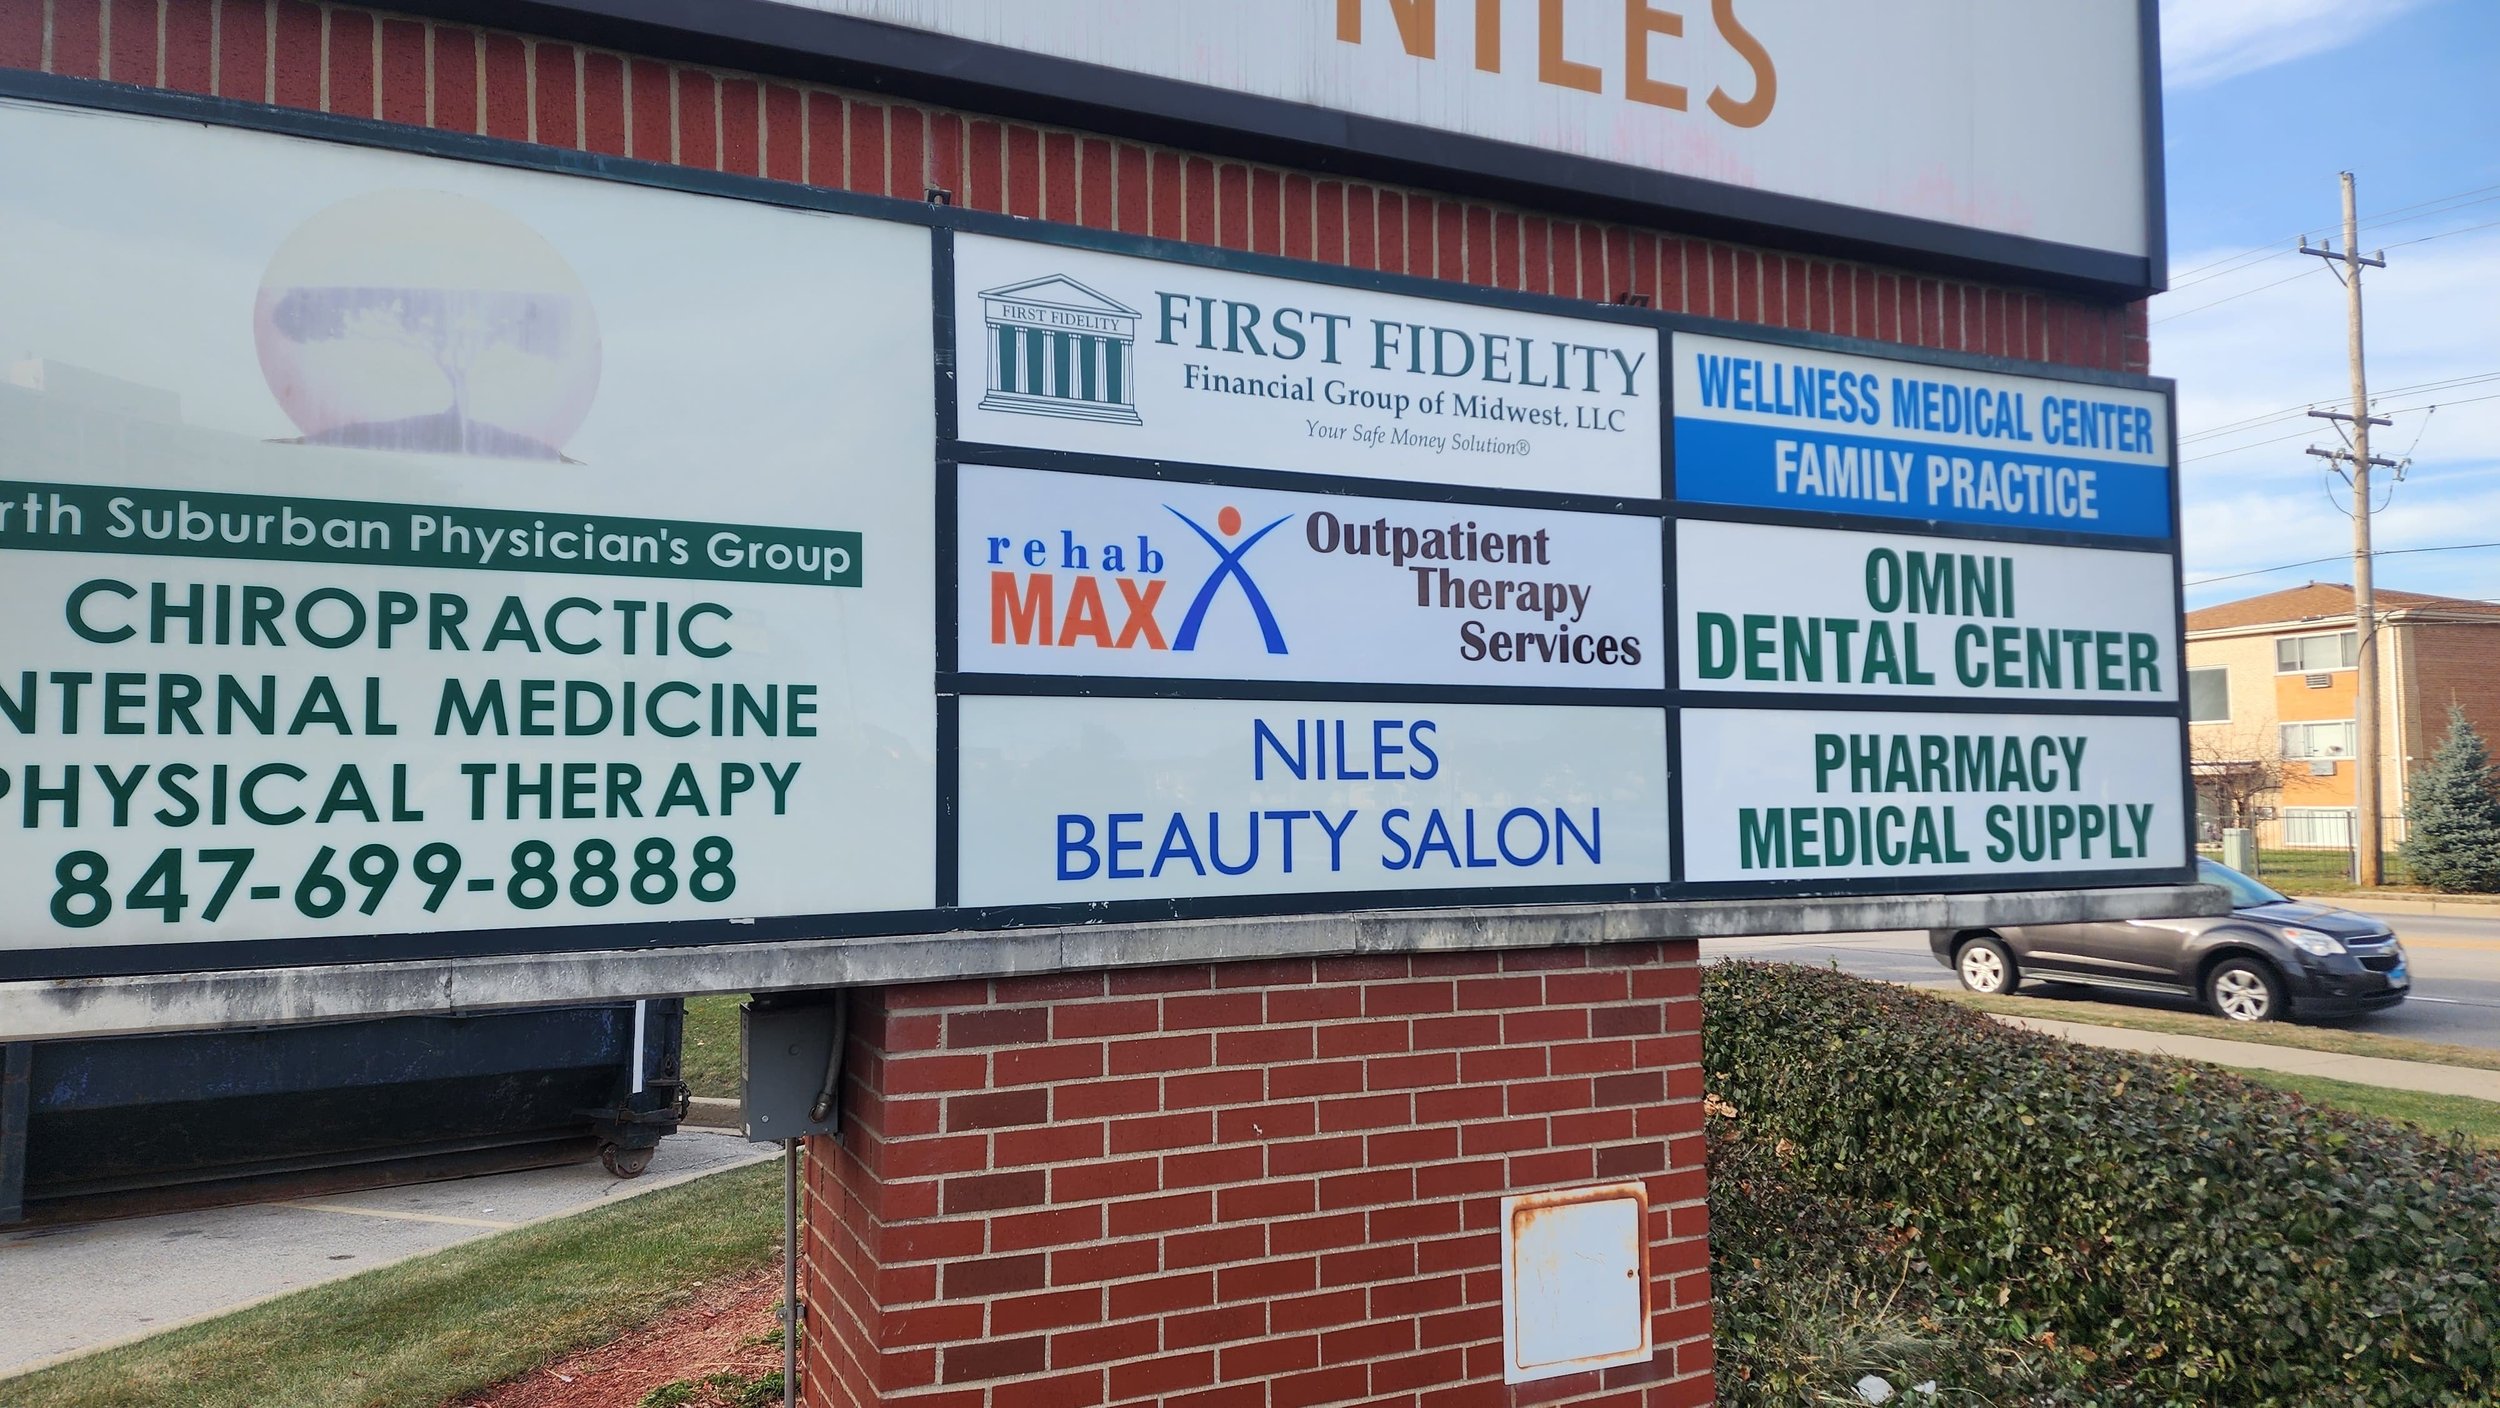 NILES
rth Suburban Physician's Group
CHIROPRACTIC
NTERNAL MEDICINE
PHYSICAL THERAPY
847-699-8888
FIRST FIDELITY
FIRST FIDELITY
Financial Group of Midwest, LLC
Your Safe Money Solution®
rehab
MAX
Outpatient
Therapy
Services
NILES
BEAUTY SALON
WELLNESS MEDICAL CENTER
FAMILY PRACTICE
OMNI
DENTAL CENTER
PHARMACY
MEDICAL SUPPLY